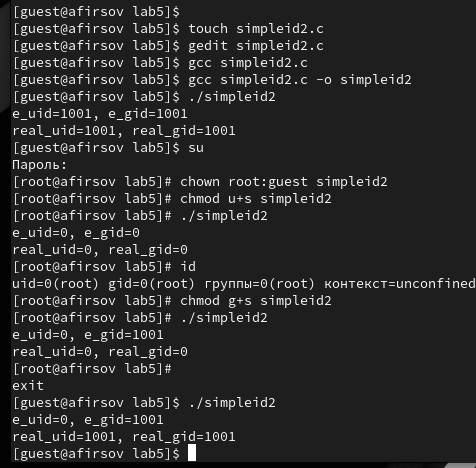 [guest@afirsov lab5]$
[guest@afirsov lab5]$ touch simpleid2.c
[guest@afirsov lab5]$ gedit simpleid2.c
[guest@afirsov lab5]$ gcc simpleid2.c
[guest@afirsov lab5]$ gcc simpleid2.c -o simpleid2
[guest@afirsov lab5]$ ./simpleid2
e_uid=1001, e_gid=1001
real_uid=1001, real_gid=1001
[guest@afirsov lab5]$ su
Пароль:
[root@afirsov lab5]# chown root:guest simpleid2
[root@afirsov lab5]# chmod u+s simpleid2
[root@afirsov lab5]# ./simpleid2
e_uid=0, e_gid=0
real_uid=0, real_gid=0
[root@afirsov lab5]# id
uid=0(root) gid=0(root) группы=0(root) контекст=unconfined
[root@afirsov lab5]# chmod g+s simpleid2
[root@afirsov lab5]# ./simpleid2
e_uid=0, e_gid=1001
real_uid=0, real_gid=0
[root@afirsov lab5]#
exit
[guest@afirsov lab5]$ ./simpleid2
e_uid=0, e_gid=1001
real_uid=1001, real_gid=1001
[guest@afirsov lab5]$